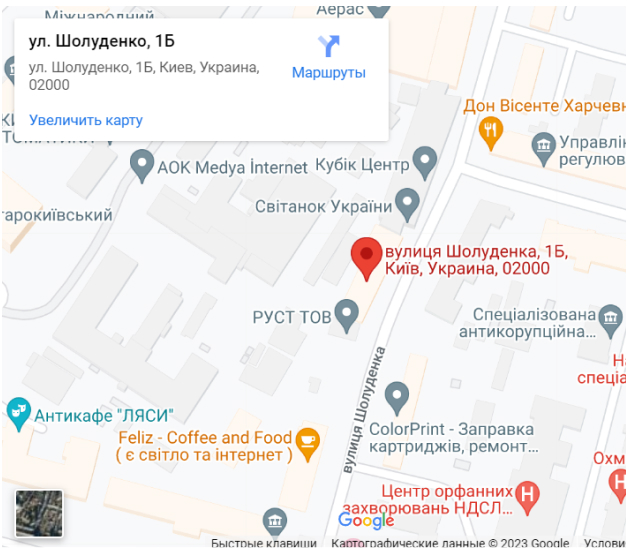 Міжнародний
Аерас
ул. Шолуденко, 1Б
ул. Шолуденко, 1Б, Киев, Украина,
02000
Маршруты
Увеличить карту
Дон Вісенте Харчевн
Управлін
регулюв
AOK Medya İnternet
Кубік Центр
Світанок України
тарокиївський
вулиця Шолуденка, 1Б,
Київ, Украина, 02000
РУСТ ТОВ
Спеціалізована
антикорупційна...
спеціа
вулиця Шолуденка
Антикафе "ЛЯСИ"
ColorPrint - Заправка
картриджів, ремонт...
Feliz - Coffee and Food
( є світло та інтернет )
Охм
Центр орфанних
захворювань НДСЛ...
Google
Быстрые клавиши Картографические данные © 2023 Google Услови